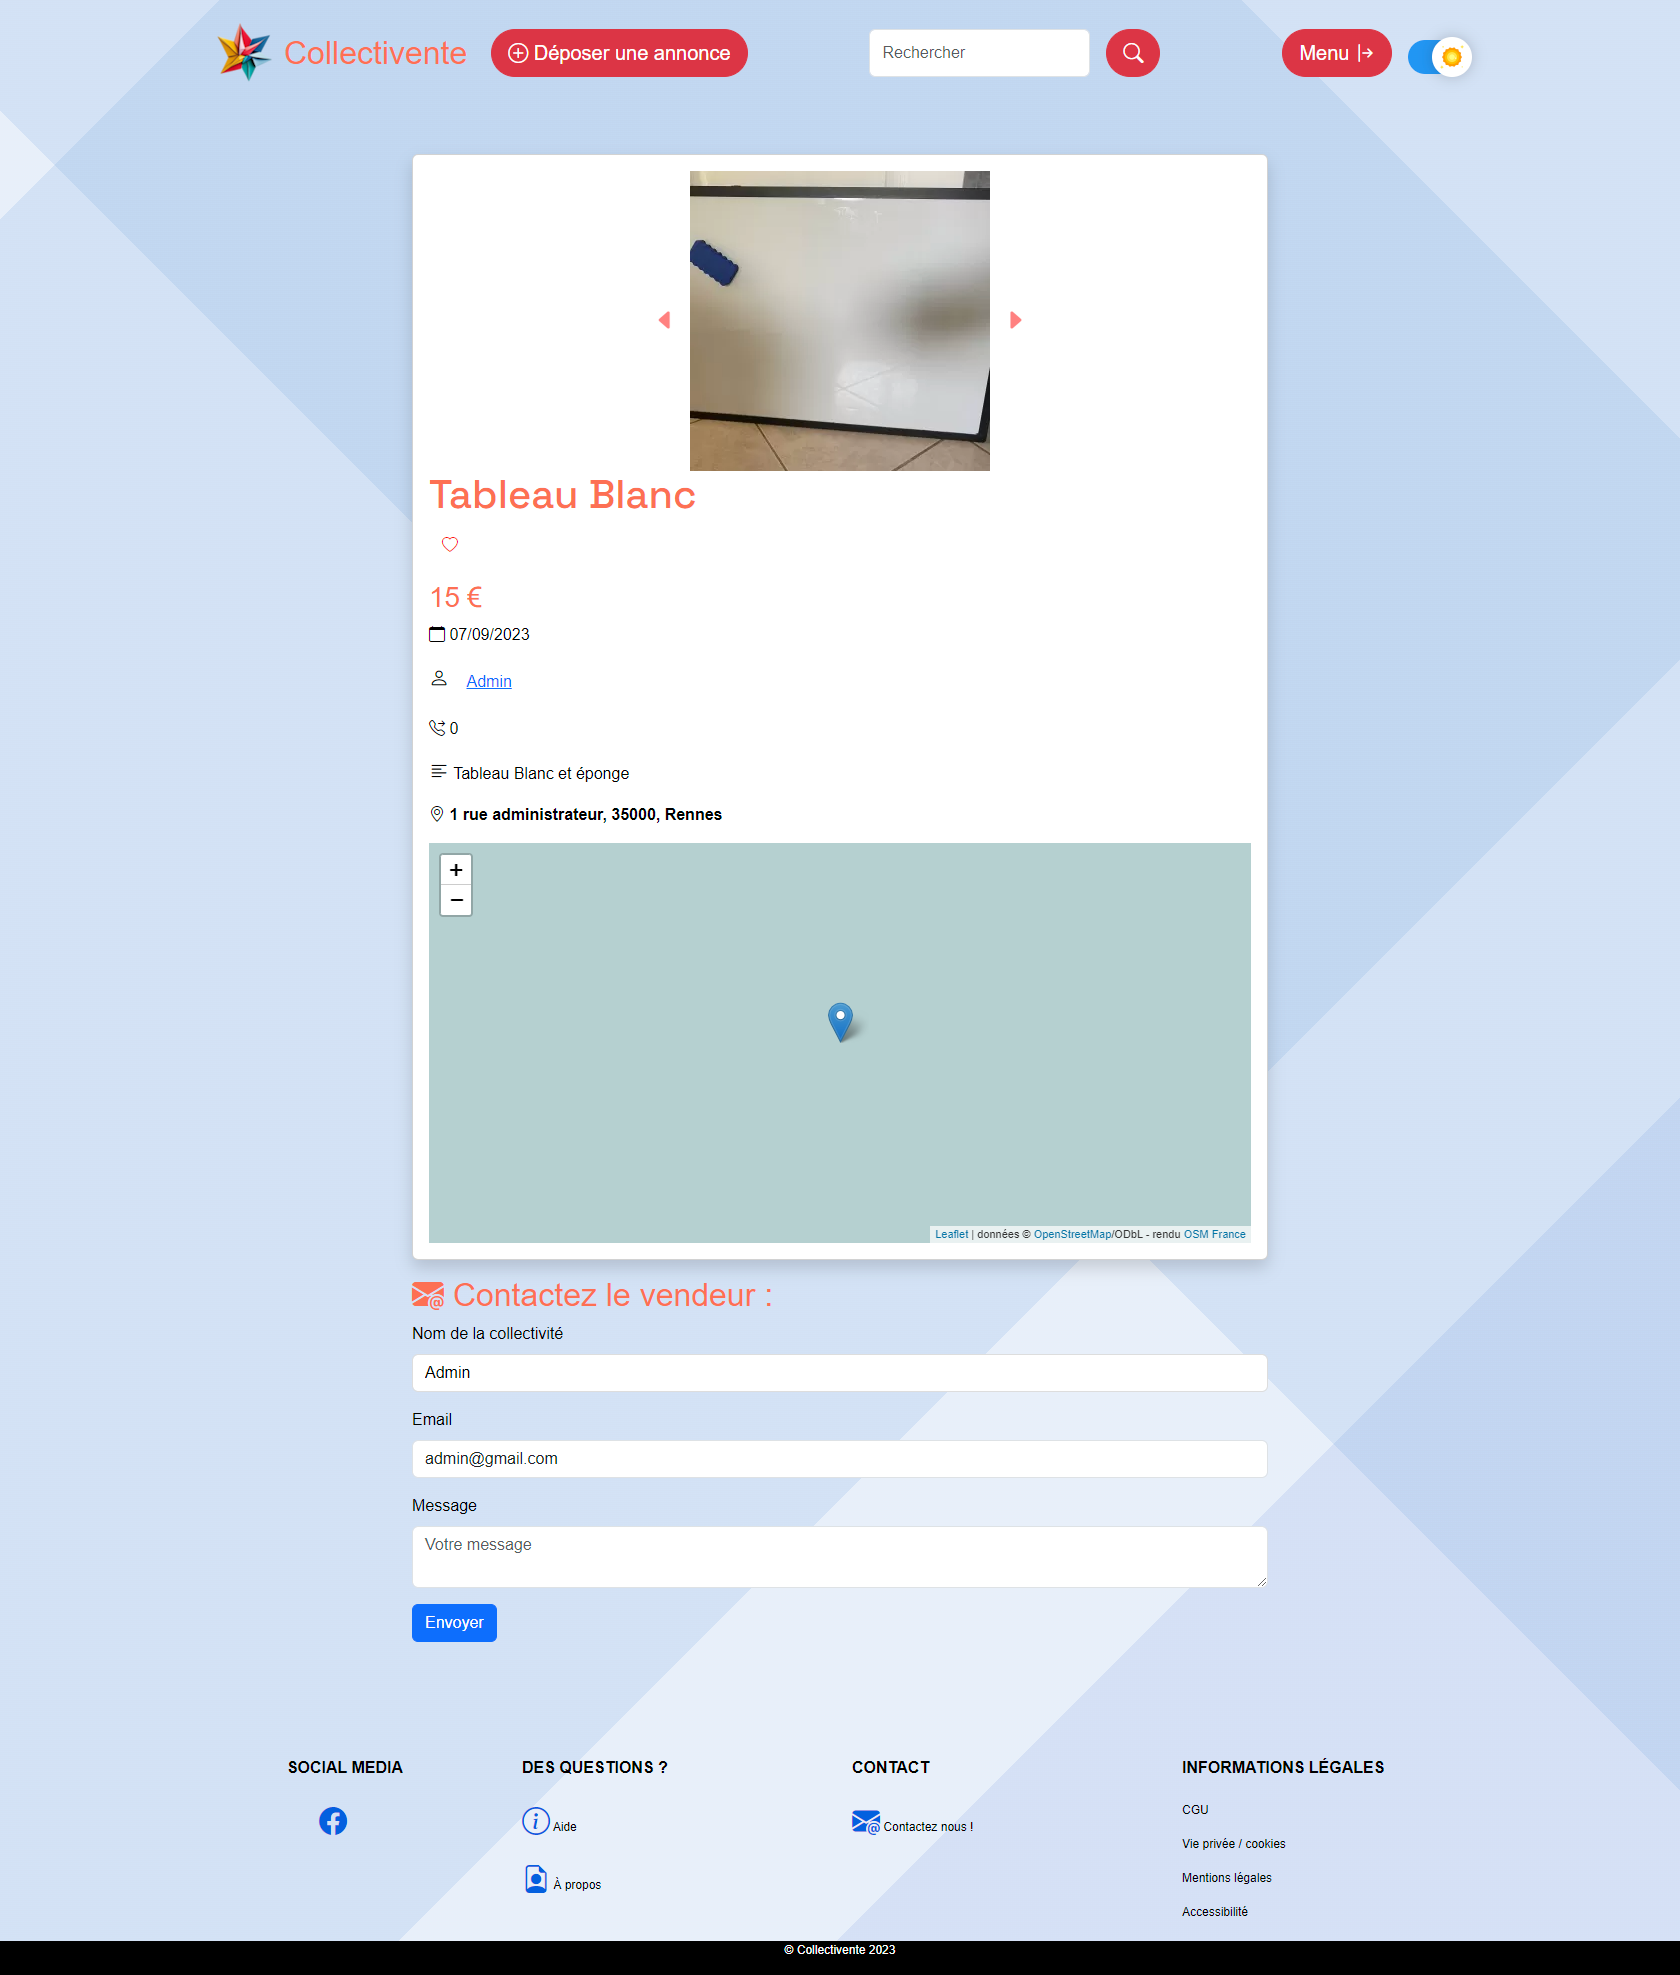 Collectivente
Déposer une annonce
Rechercher
Menu
Tableau Blanc
15 €
07/09/2023
Admin
0
Tableau Blanc et éponge
1 rue administrateur, 35000, Rennes
+
−
Leaflet | données © OpenStreetMap/ODbL - rendu OSM France
Contactez le vendeur :
Nom de la collectivité
Admin
Email
admin@gmail.com
Message
Votre message
Envoyer
SOCIAL MEDIA
DES QUESTIONS ?
Aide
À propos
CONTACT
Contactez nous !
INFORMATIONS LÉGALES
CGU
Vie privée / cookies
Mentions légales
Accessibilité
© Collectivente 2023